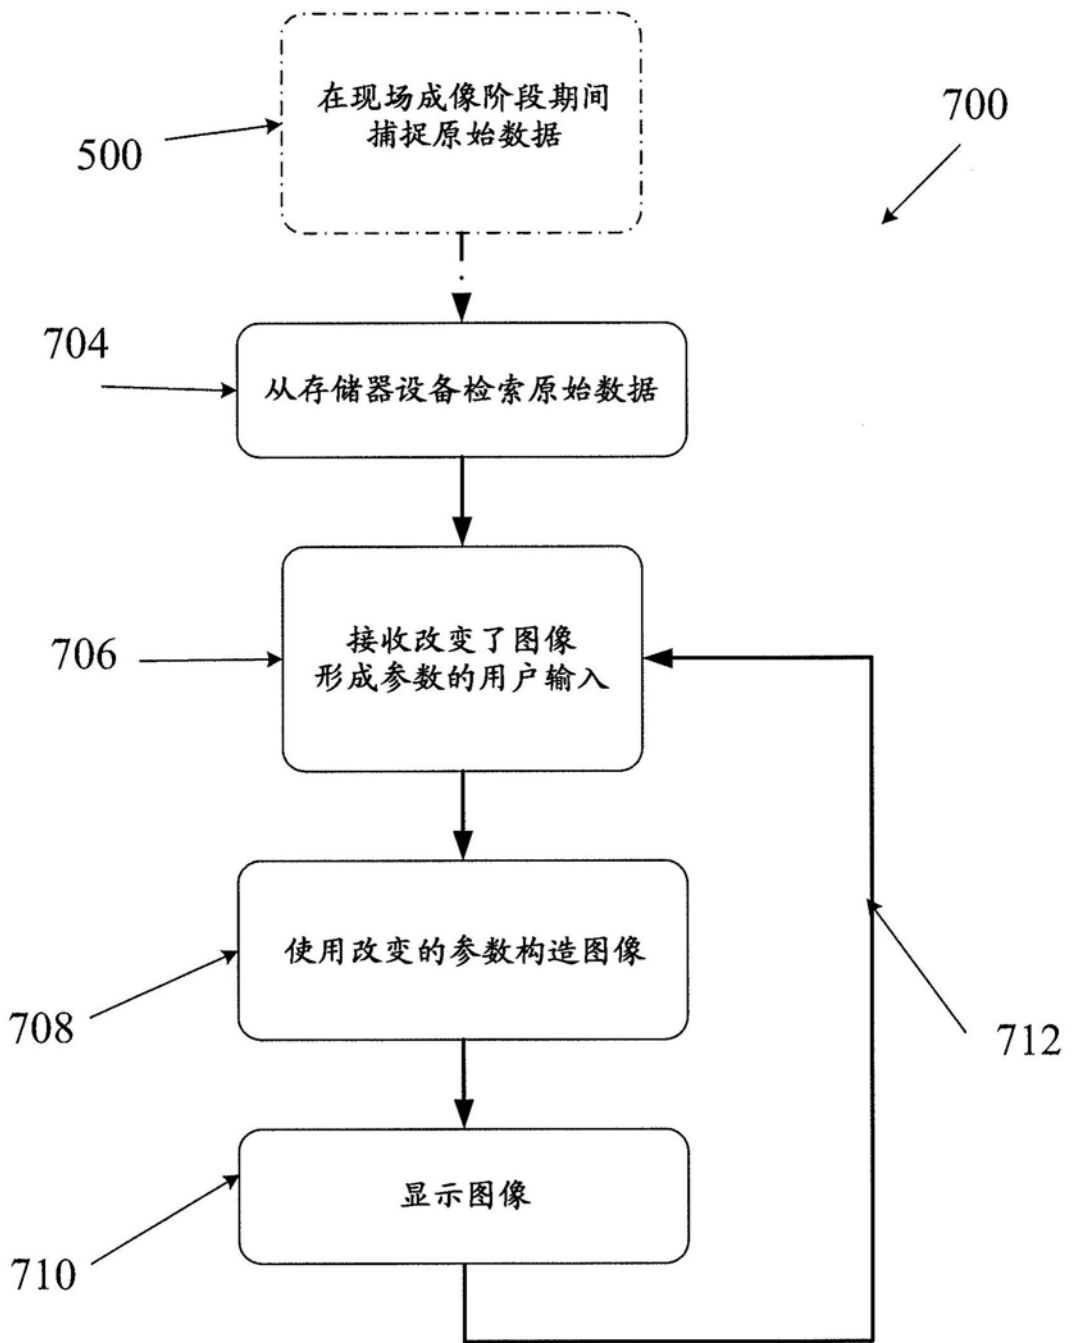 在现场成像阶段期间
捕捉原始数据
500
700
704
从存储器设备检索原始数据
706
接收改变了图像
形成参数的用户输入
708
使用改变的参数构造图像
712
710
显示图像